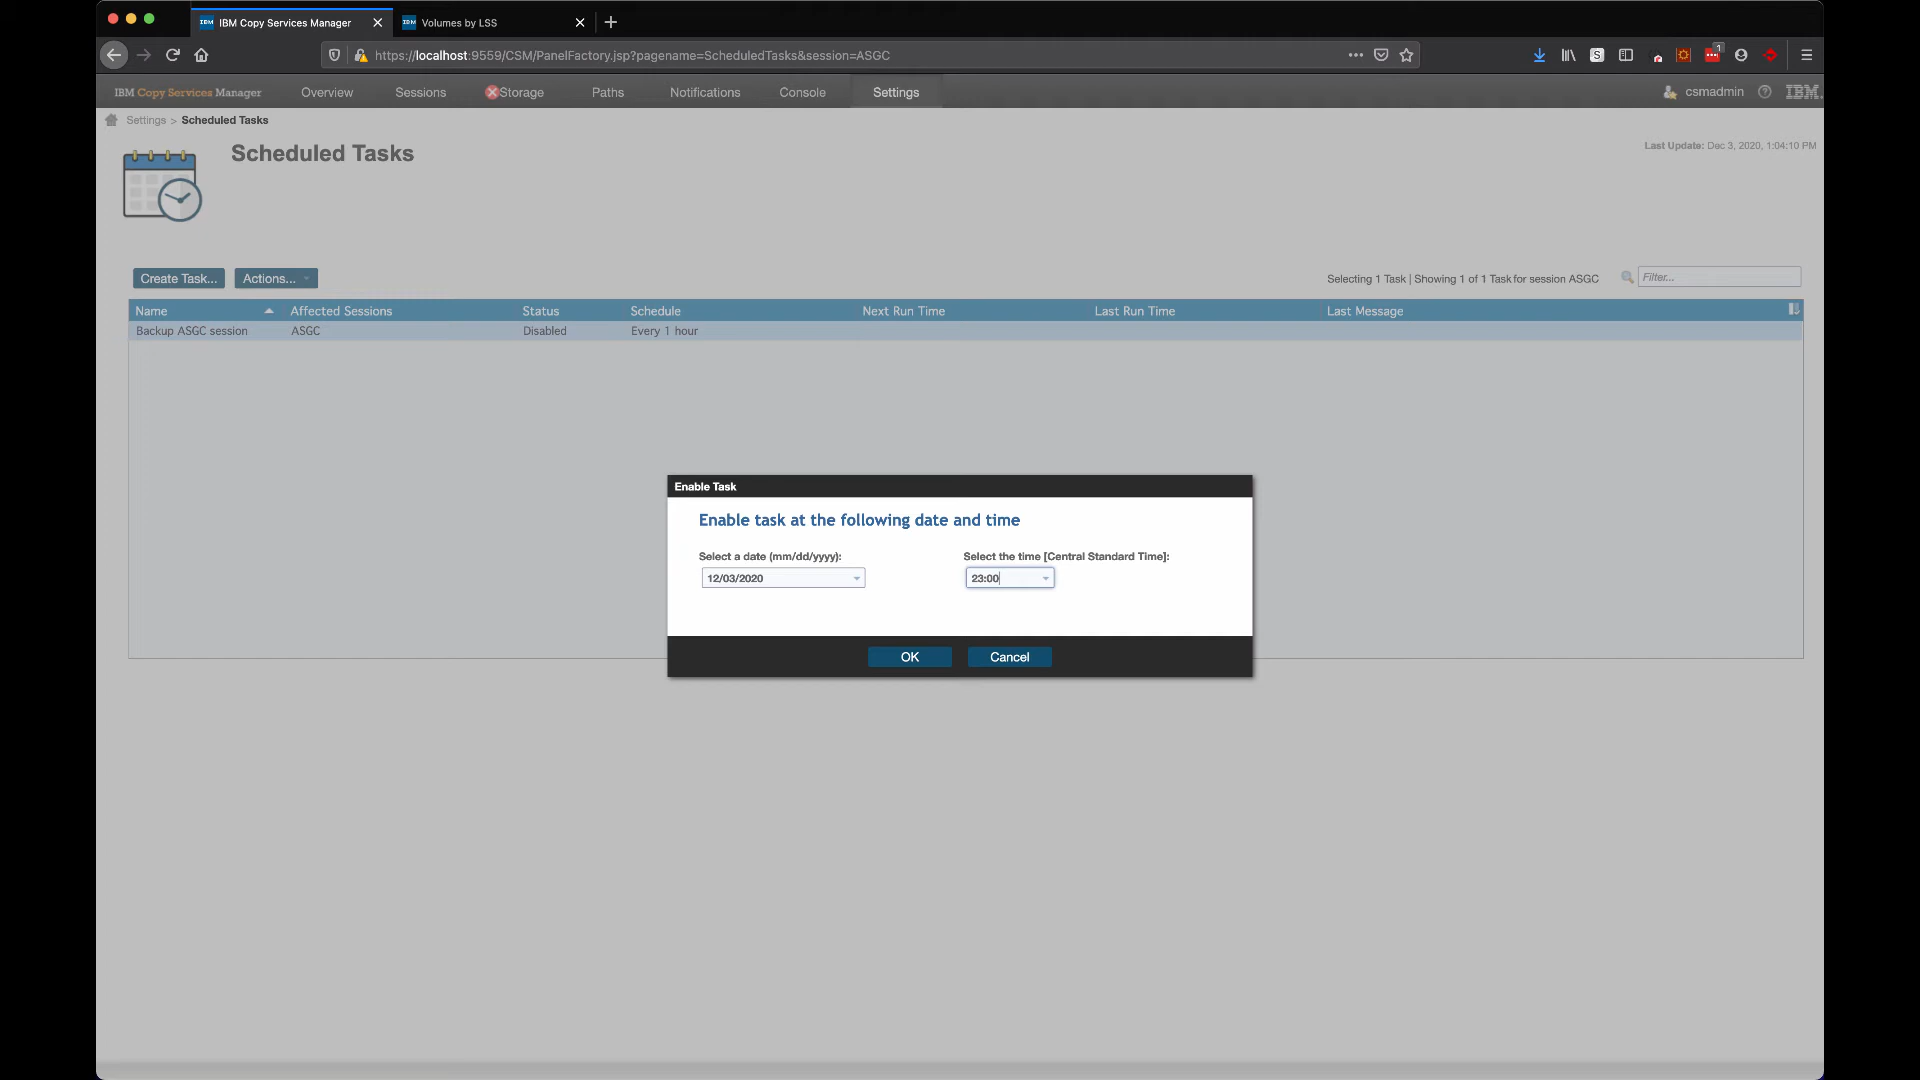 IBM IBM Copy Services Manager
IBM Volumes by LSS
https://localhost:9559/CSM/PanelFactory.jsp?pagename=ScheduledTasks&session=ASGC
S
1
IBM Copy Services Manager
Overview
Sessions
Storage
Paths
Notifications
Console
Settings
csmadmin
IBM.
Settings > Scheduled Tasks
Scheduled Tasks
Last Update: Dec 3, 2020, 1:04:10 PM
Create Task...
Actions...
Selecting 1 Task | Showing 1 of 1 Task for session ASGC
Filter...
Name Affected Sessions Status Schedule Next Run Time Last Run Time Last Message
Backup ASGC session ASGC Disabled Every 1 hour
Enable Task
Enable task at the following date and time
Select a date (mm/dd/yyyy): Select the time [Central Standard Time]:
12/03/2020 23:00
OK Cancel